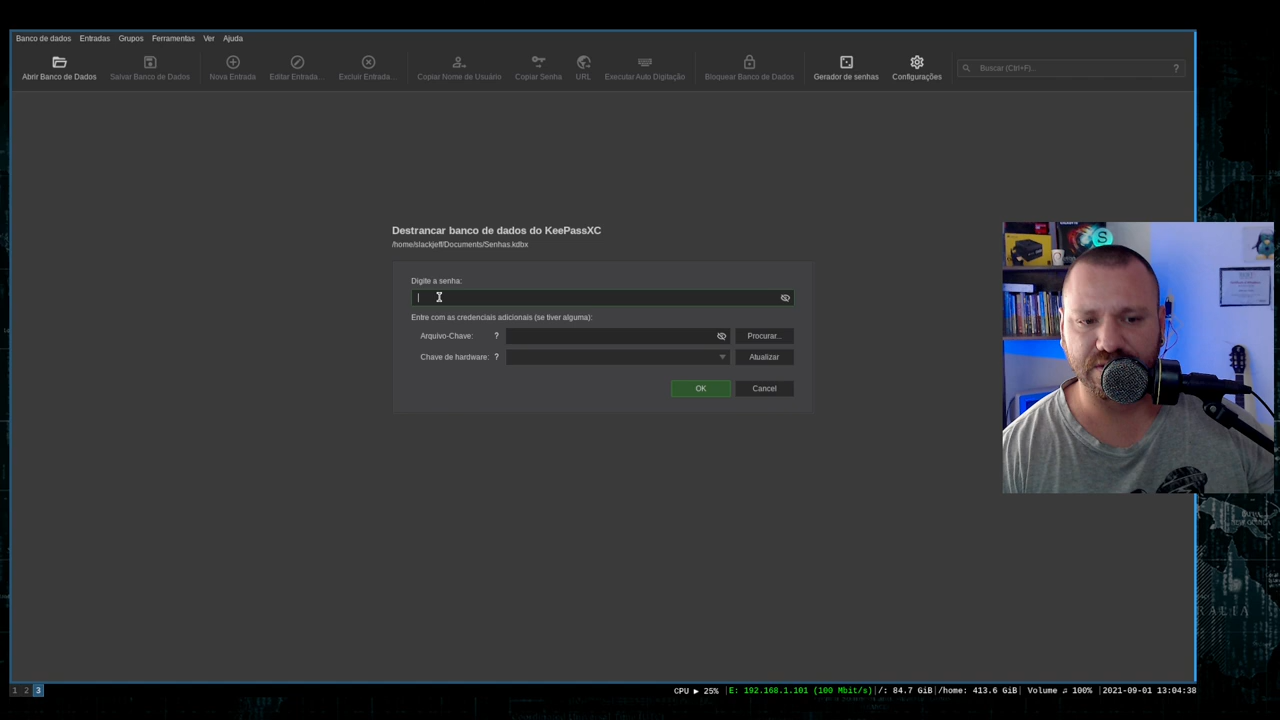 Banco de dados Entradas Grupos Ferramentas Ver Ajuda
Abrir Banco de Dados Salvar Banco de Dados Nova Entrada Editar Entrada... Excluir Entrada... Copiar Nome de Usuário Copiar Senha URL Executar Auto Digitação Bloquear Banco de Dados Gerador de senhas Configurações Buscar (Ctrl+F)... ?
Destrancar banco de dados do KeePassXC
/home/slackjeff/Documents/Senhas.kdbx
Digite a senha:
Entre com as credenciais adicionais (se tiver alguma):
Arquivo-Chave: ? Procurar...
Chave de hardware: ? Atualizar
OK Cancel
S
RALIA
1 2 3 CPU ▶ 25% |E: 192.168.1.101 (100 Mbit/s)|/: 84.7 GiB|/home: 413.6 GiB| Volume ♫ 100% |2021-09-01 13:04:38